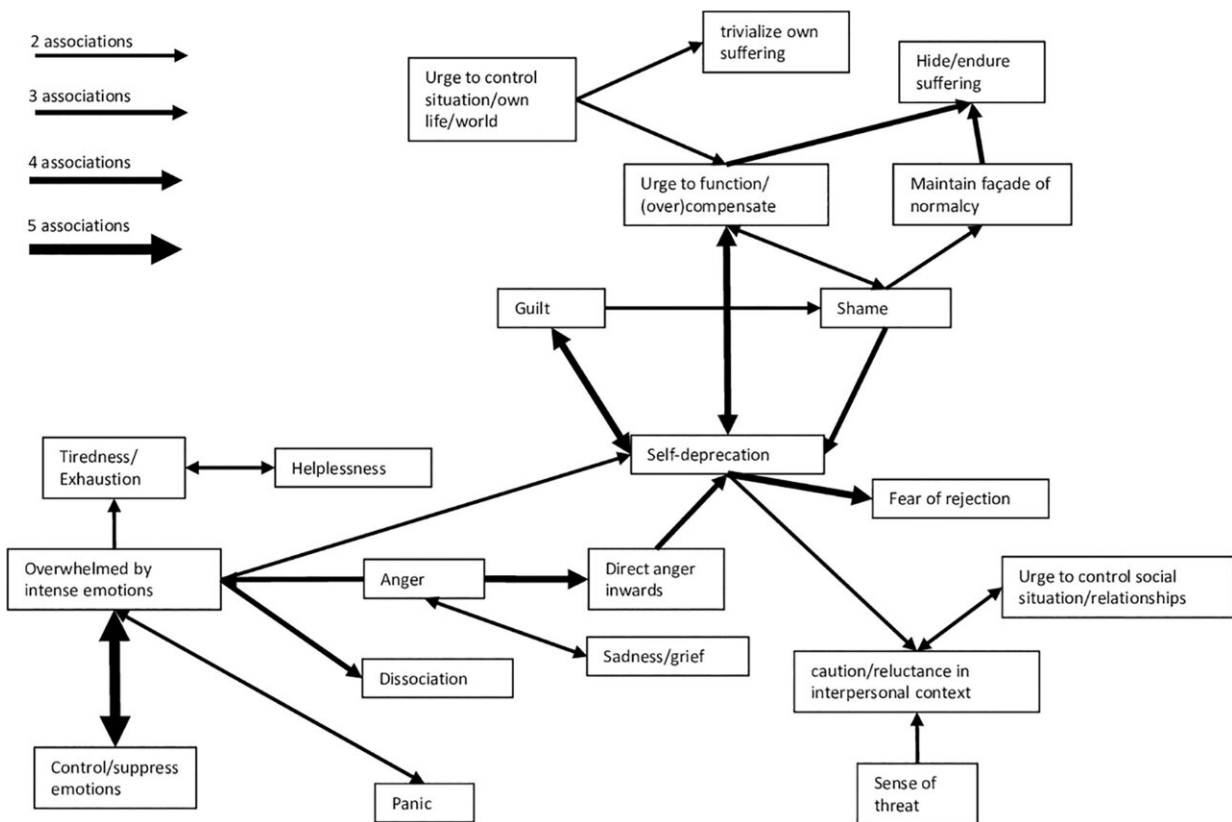 2 associations
3 associations
4 associations
5 associations
trivialize own
suffering
Hide/endure
suffering
Urge to control
situation/own
life/world
Urge to function/
(over)compensate
Maintain façade of
normalcy
Guilt
Shame
Tiredness/
Exhaustion
Helplessness
Self-deprecation
Fear of rejection
Overwhelmed by
intense emotions
Anger
Direct anger
inwards
Urge to control social
situation/relationships
Sadness/grief
Dissociation
caution/reluctance in
interpersonal context
Control/suppress
emotions
Panic
Sense of
threat